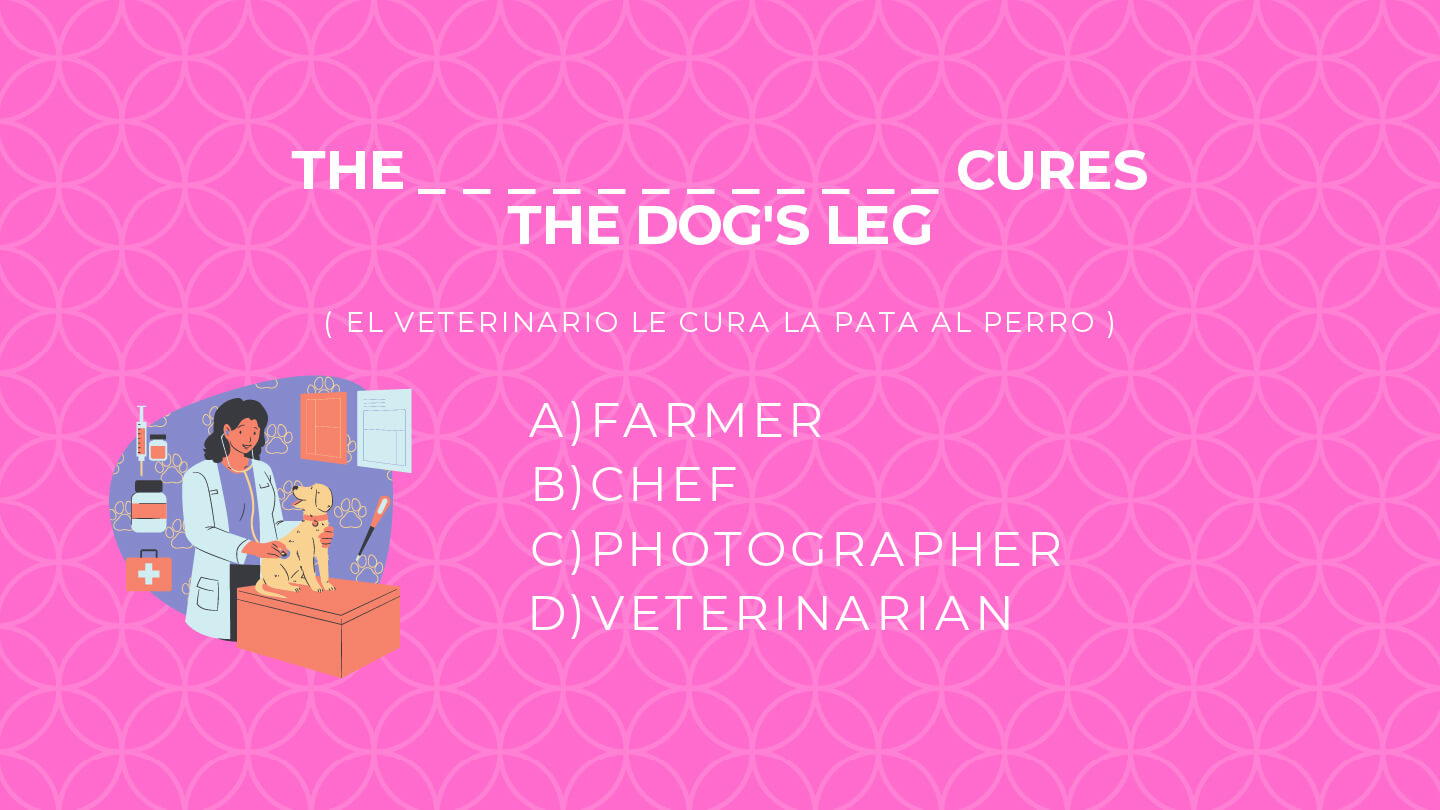 THE _ _ _ _ _ _ _ _ _ _ _ _ CURES
THE DOG'S LEG
( EL VETERINARIO LE CURA LA PATA AL PERRO )
A) FARMER
B) CHEF
C) PHOTOGRAPHER
D) VETERINARIAN